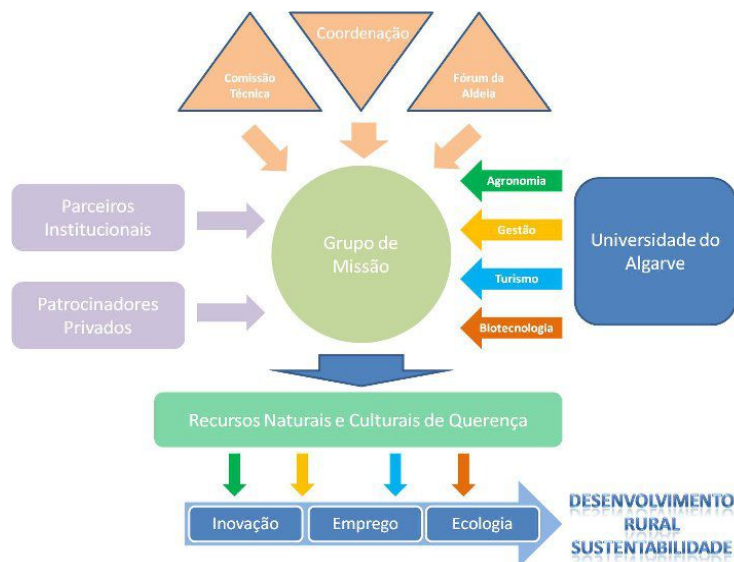 Coordenação
Comissão
Técnica
Fórum da
Aldeia
Parceiros
Institucionais
Patrocinadores
Privados
Grupo de
Missão
Agronomia
Gestão
Turismo
Biotecnologia
Universidade do
Algarve
Recursos Naturais e Culturais de Querença
Inovação
Emprego
Ecologia
DESENVOLVIMENTO
RURAL
SUSTENTABILIDADE